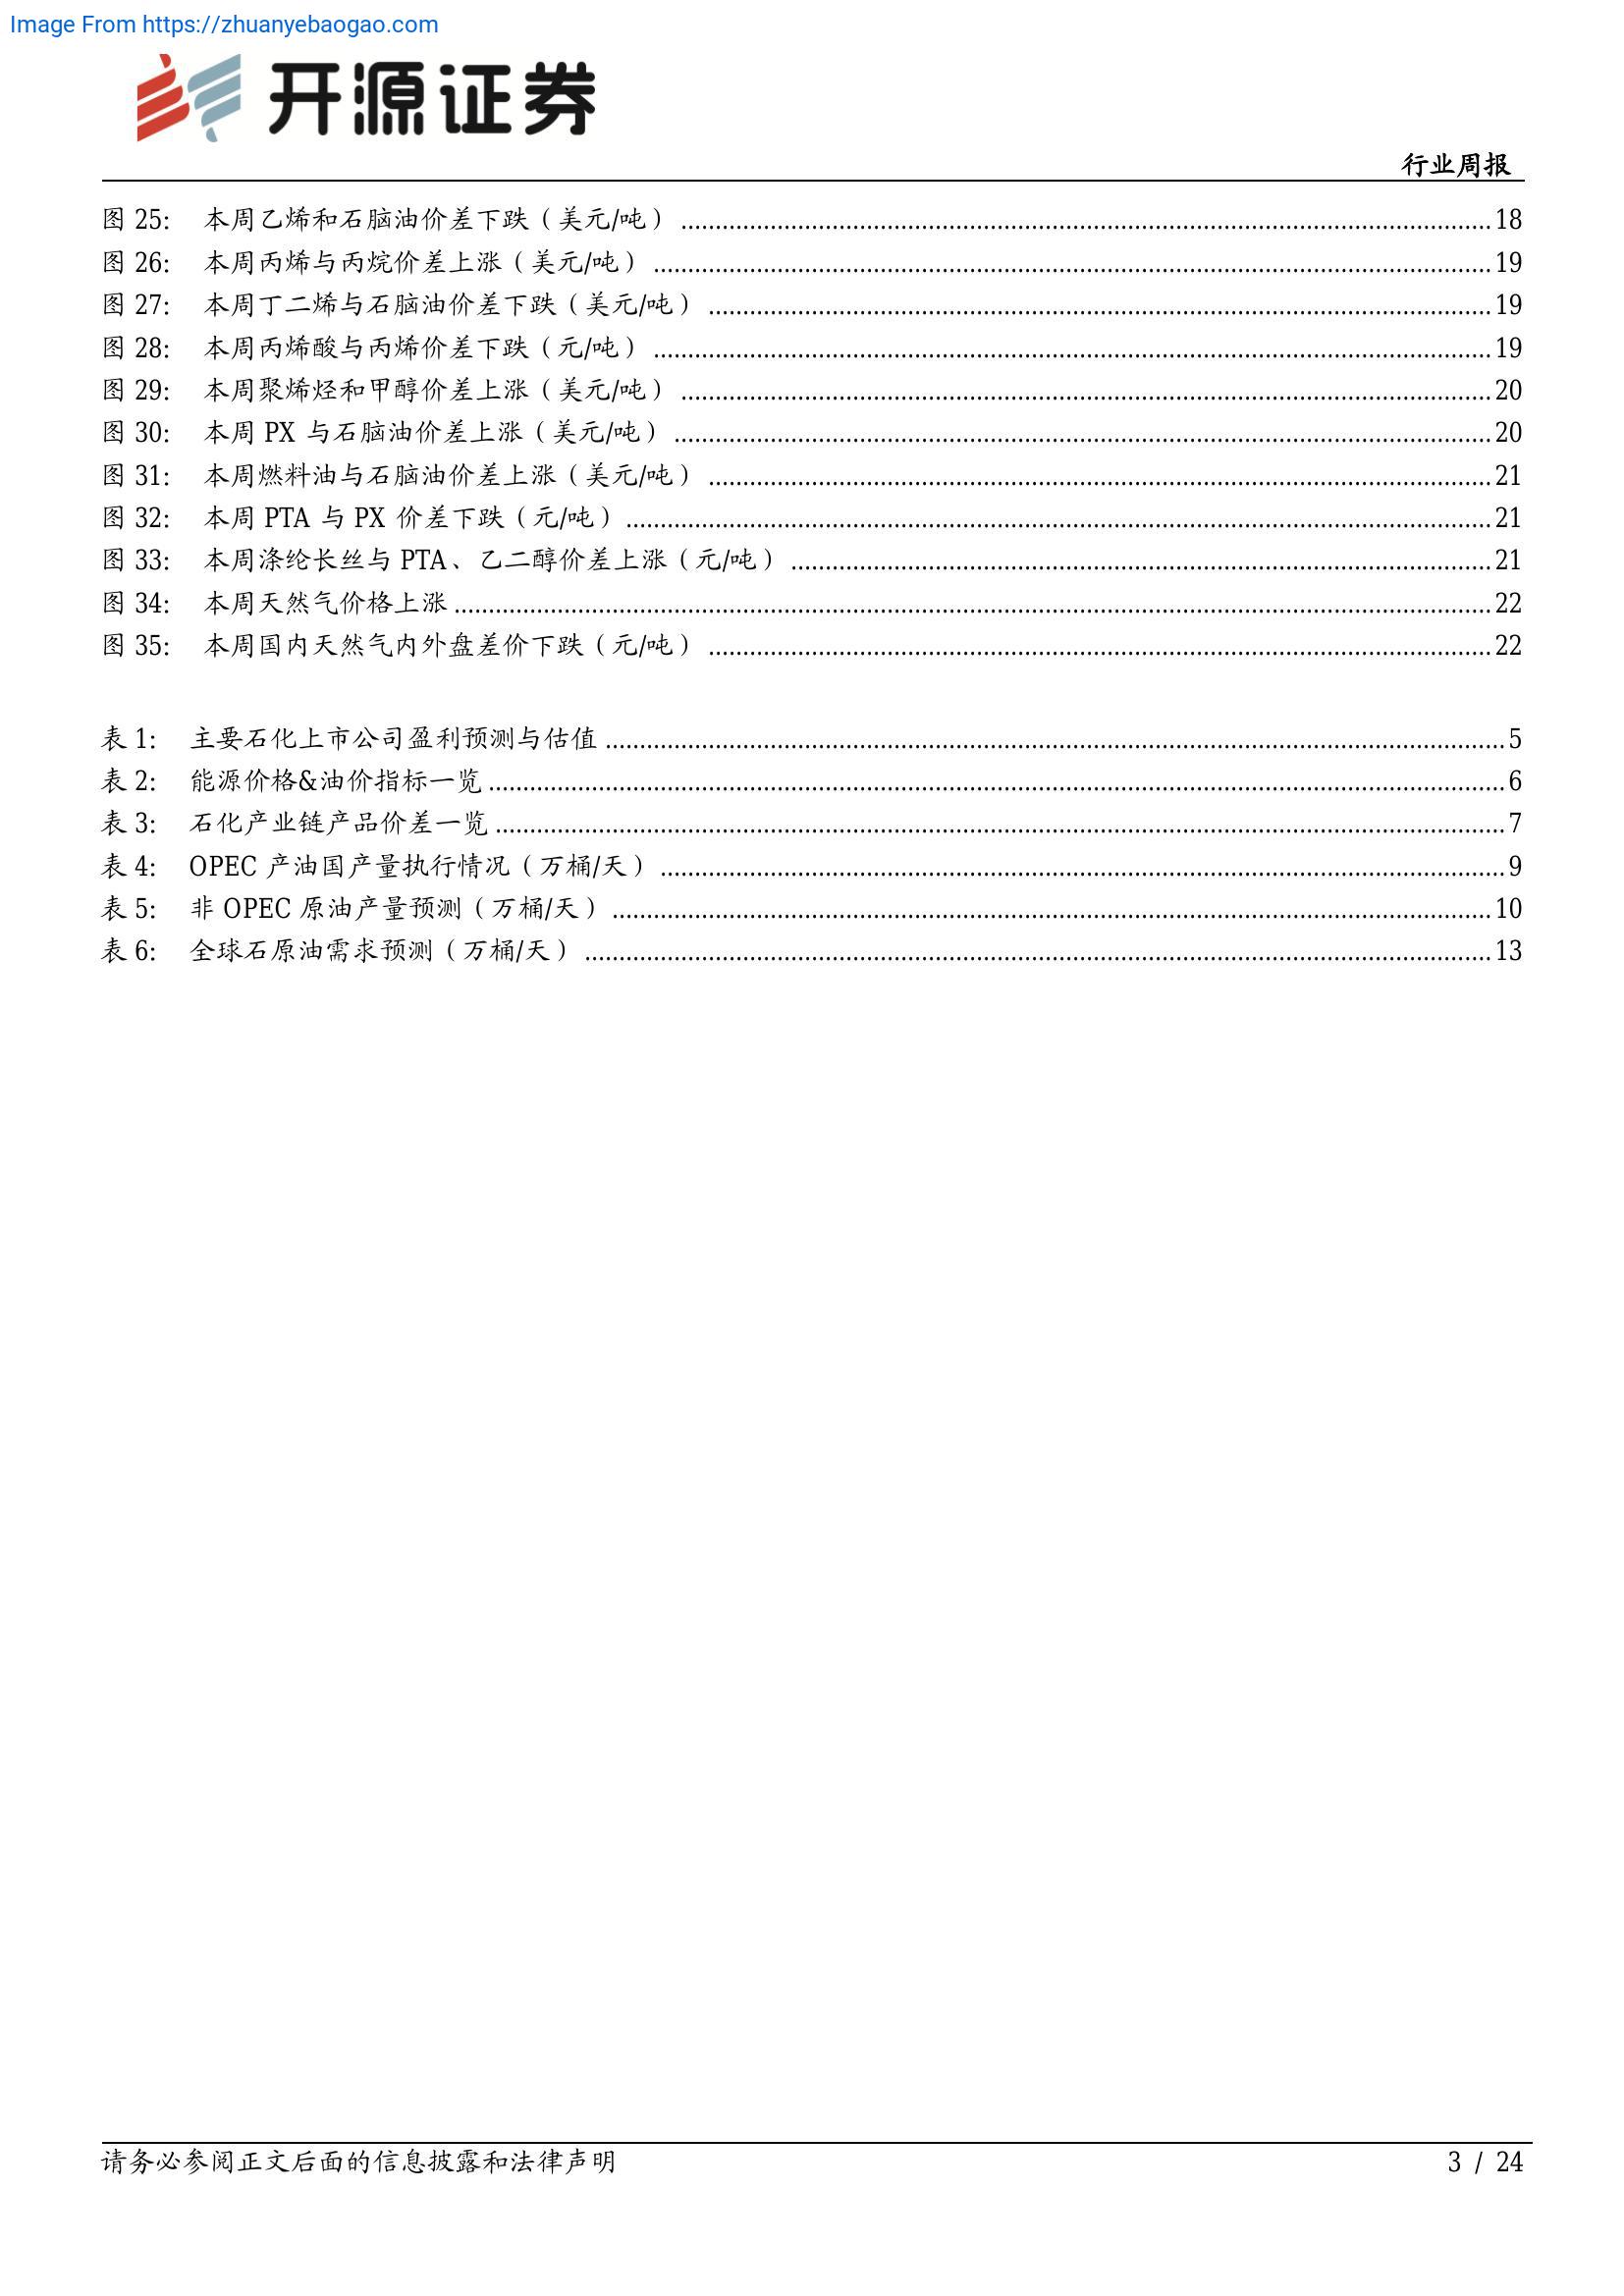 Image From https://zhuanyebaogao.com
开源证券
行业周报
图 25: 本周乙烯和石脑油价差下跌（美元/吨）18
图 26: 本周丙烯与丙烷价差上涨（美元/吨）19
图 27: 本周丁二烯与石脑油价差下跌（美元/吨）19
图 28: 本周丙烯酸与丙烯价差下跌（元/吨）19
图 29: 本周聚烯烃和甲醇价差上涨（美元/吨）20
图 30: 本周 PX 与石脑油价差上涨（美元/吨）20
图 31: 本周燃料油与石脑油价差上涨（美元/吨）21
图 32: 本周 PTA 与 PX 价差下跌（元/吨）21
图 33: 本周涤纶长丝与 PTA、乙二醇价差上涨（元/吨）21
图 34: 本周天然气价格上涨 22
图 35: 本周国内天然气内外盘差价下跌（元/吨）22
表 1: 主要石化上市公司盈利预测与估值 5
表 2: 能源价格&油价指标一览 6
表 3: 石化产业链产品价差一览 7
表 4: OPEC 产油国产量执行情况（万桶/天）9
表 5: 非 OPEC 原油产量预测（万桶/天）10
表 6: 全球石原油需求预测（万桶/天）13
请务必参阅正文后面的信息披露和法律声明 3 / 24